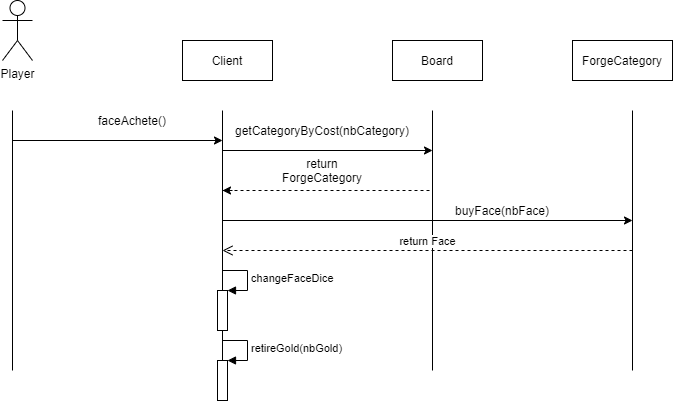 Player
Client
Board
ForgeCategory
faceAchete()
getCategoryByCost(nbCategory)
return
ForgeCategory
buyFace(nbFace)
return Face
changeFaceDice
retireGold(nbGold)